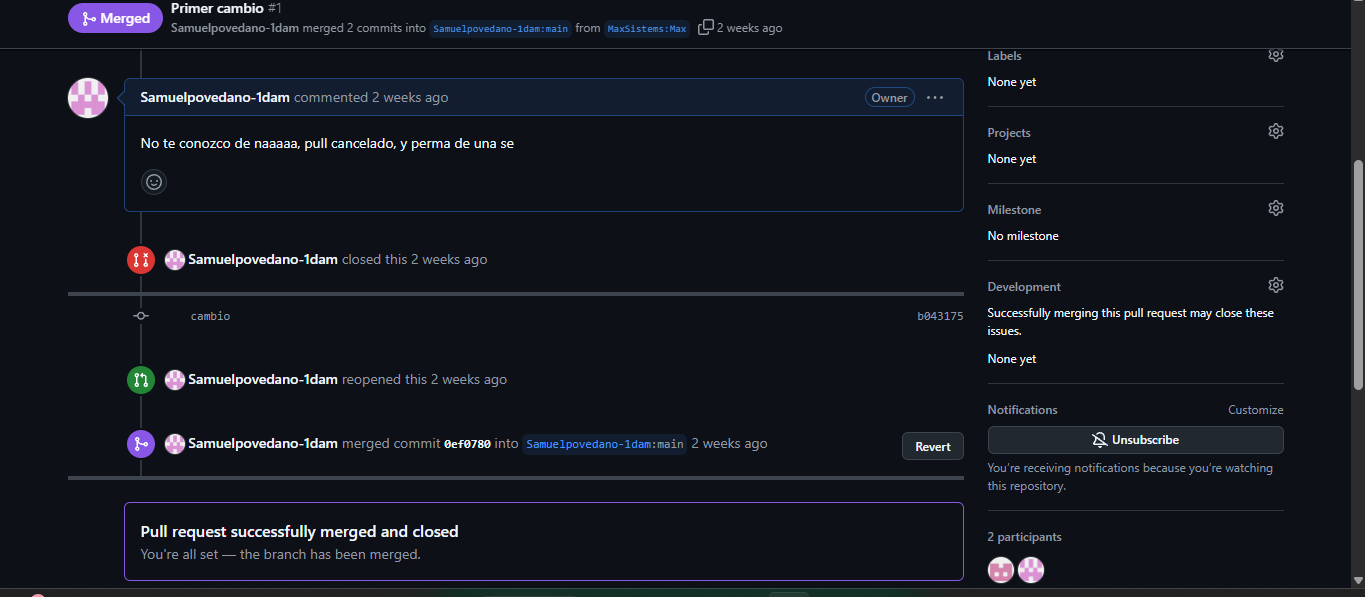 Merged
Primer cambio #1
Samuelpovedano-1dam merged 2 commits into Samuelpovedano-1dam:main from MaxSistems:Max 2 weeks ago
Samuelpovedano-1dam commented 2 weeks ago
Owner
No te conozco de naaaaa, pull cancelado, y perma de una se
Samuelpovedano-1dam closed this 2 weeks ago
cambio
b043175
Samuelpovedano-1dam reopened this 2 weeks ago
Samuelpovedano-1dam merged commit 0ef0780 into Samuelpovedano-1dam:main 2 weeks ago
Revert
Pull request successfully merged and closed
You're all set — the branch has been merged.
Labels
None yet
Projects
None yet
Milestone
No milestone
Development
Successfully merging this pull request may close these
issues.
None yet
Notifications
Customize
Unsubscribe
You're receiving notifications because you're watching
this repository.
2 participants